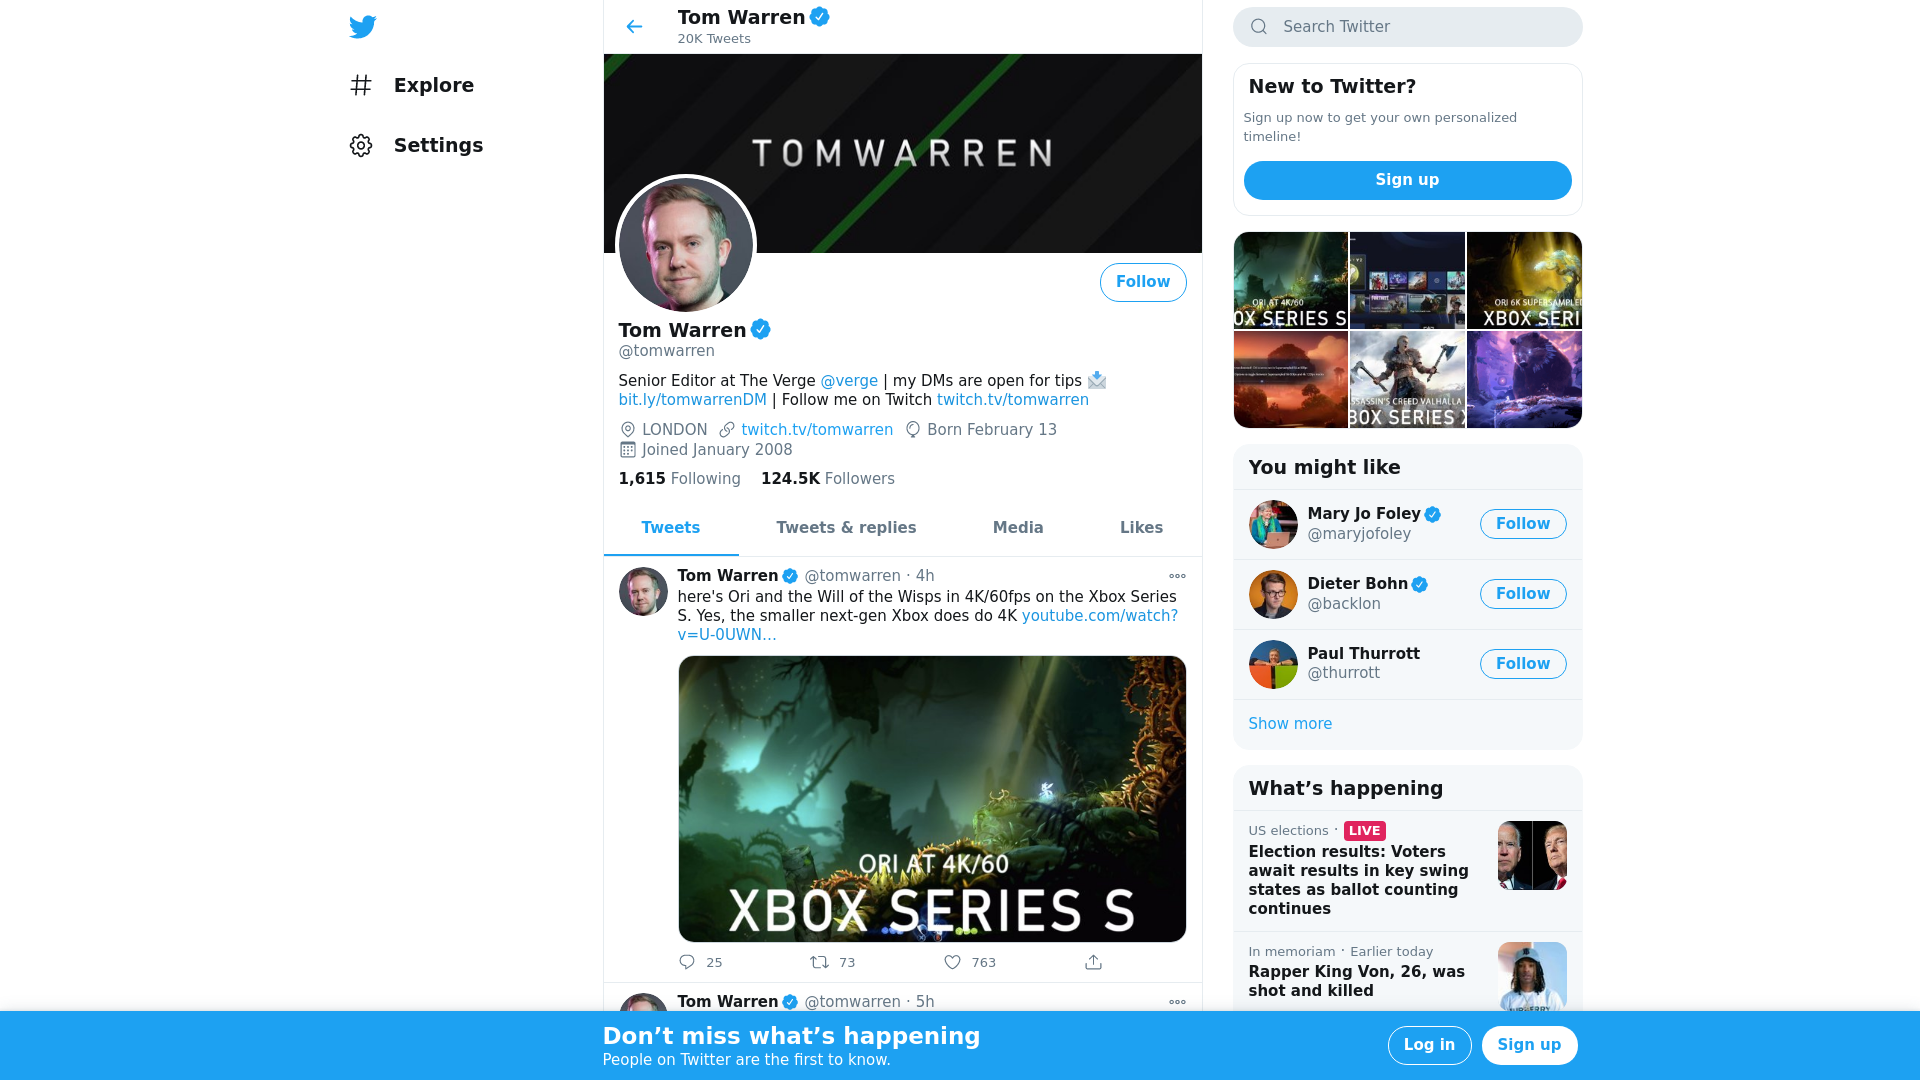 Explore
Settings
Tom Warren
20K Tweets
TOMWARREN
Follow
Tom Warren
@tomwarren
Senior Editor at The Verge @verge | my DMs are open for tips
bit.ly/tomwarrenDM | Follow me on Twitch twitch.tv/tomwarren
LONDON twitch.tv/tomwarren Born February 13
Joined January 2008
1,615 Following 124.5K Followers
Tweets Tweets & replies Media Likes
Tom Warren @tomwarren · 4h
here's Ori and the Will of the Wisps in 4K/60fps on the Xbox Series
S. Yes, the smaller next-gen Xbox does do 4K youtube.com/watch?
v=U-0UWN…
ORI AT 4K/60
XBOX SERIES S
25 73 763
Tom Warren @tomwarren · 5h
Search Twitter
New to Twitter?
Sign up now to get your own personalized
timeline!
Sign up
ORI AT 4K/60
OX SERIES S
ORI 6K SUPERSAMPLED
XBOX SERI
ASSASSIN'S CREED VALHALLA
BOX SERIES X
You might like
Mary Jo Foley
@maryjofoley
Follow
Dieter Bohn
@backlon
Follow
Paul Thurrott
@thurrott
Follow
Show more
What’s happening
US elections · LIVE
Election results: Voters
await results in key swing
states as ballot counting
continues
In memoriam · Earlier today
Rapper King Von, 26, was
shot and killed
Don’t miss what’s happening
People on Twitter are the first to know.
Log in
Sign up